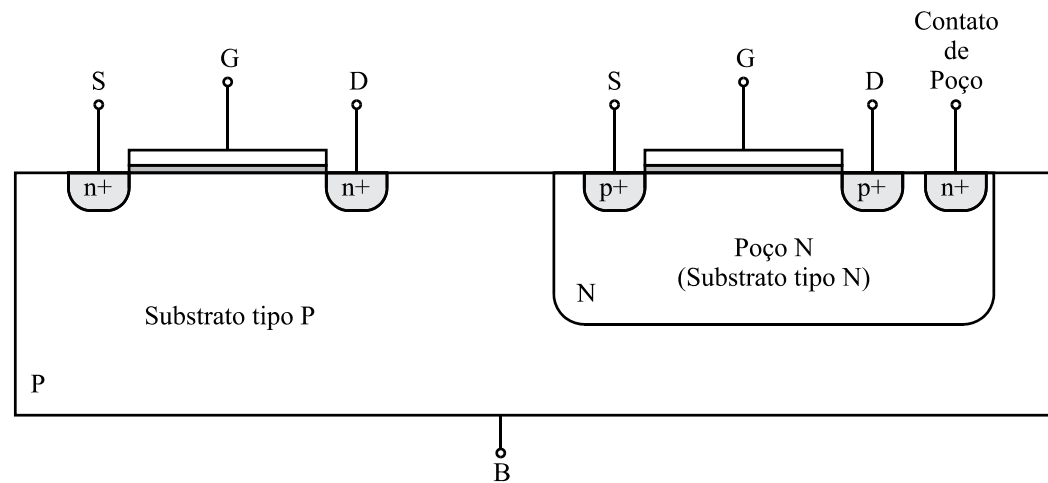 Contato
de
Poço
G
G
S
D
S
D
n+
n+
p+
p+
n+
Poço N
(Substrato tipo N)
N
Substrato tipo P
P
B